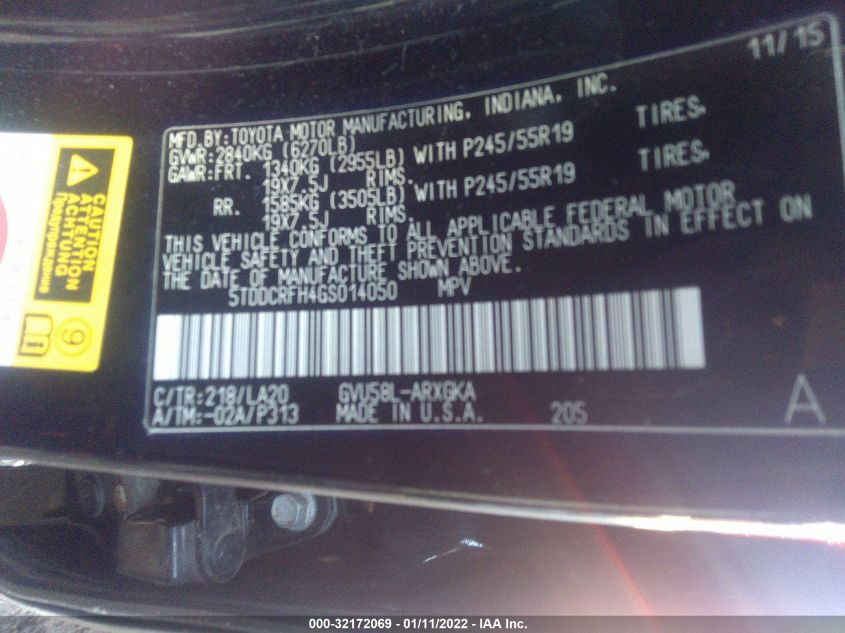 11/15
MFD.BY:TOYOTA MOTOR MANUFACTURING, INDIANA, INC.
GVWR:2840KG (6270LB)
GAWR:FRT. 1340KG (2955LB) WITH P245/55R19 TIRES,
19X7.5J RIMS.
RR. 1585KG (3505LB) WITH P245/55R19 TIRES,
19X7.5J RIMS.
THIS VEHICLE CONFORMS TO ALL APPLICABLE FEDERAL MOTOR
VEHICLE SAFETY AND THEFT PREVENTION STANDARDS IN EFFECT ON
THE DATE OF MANUFACTURE SHOWN ABOVE.
5TDDCRFH4GS014050 MPV
C/TR:218/LA20 GVU58L-ARXGKA
A/TM:-02A/P313 MADE IN U.S.A. 205 A
CAUTION
ATTENTION
ACHTUNG
9
000-32172069 - 01/11/2022 - IAA Inc.